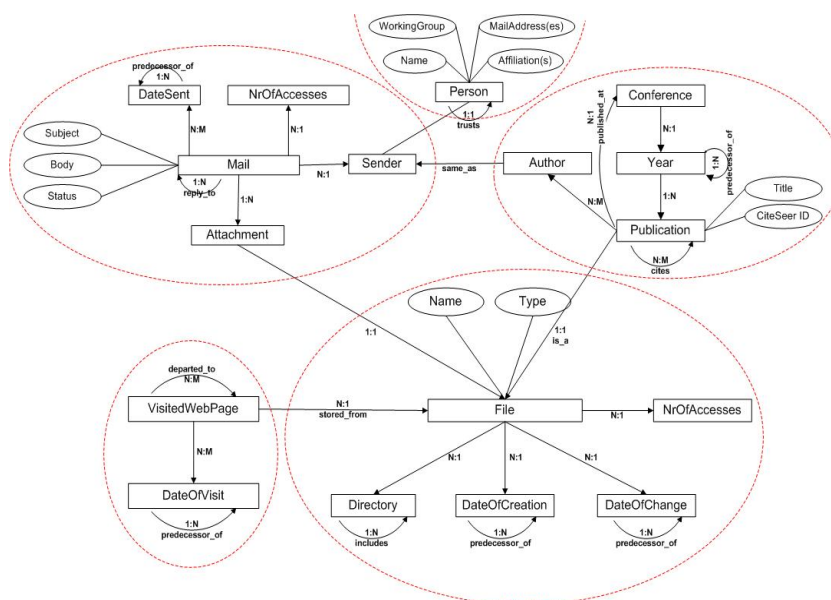 WorkingGroup
MailAddress(es)
Name
Affiliation(s)
Person
1:1
trusts
predecessor_of
1:N
DateSent
NrOfAccesses
N:M
N:1
Subject
Body
Status
Mail
1:N
reply_to
N:1
Sender
1:N
Attachment
same_as
Author
Conference
N:1
published_at
N:1
Year
1:N
predecessor_of
1:N
N:M
Publication
N:M
cites
Title
CiteSeer ID
Name
Type
1:1
1:1
is_a
departed_to
N:M
VisitedWebPage
N:1
stored_from
File
N:1
NrOfAccesses
N:M
DateOfVisit
1:N
predecessor_of
N:1
N:1
N:1
Directory
1:N
includes
DateOfCreation
1:N
predecessor_of
DateOfChange
1:N
predecessor_of